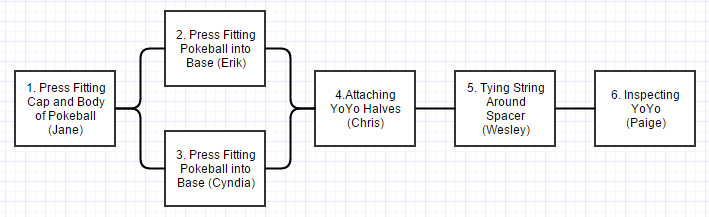 1. Press Fitting
Cap and Body
of Pokeball
(Jane)
2. Press Fitting
Pokeball into
Base (Erik)
3. Press Fitting
Pokeball into
Base (Cyndia)
4.Attaching
YoYo Halves
(Chris)
5. Tying String
Around
Spacer
(Wesley)
6. Inspecting
YoYo
(Paige)